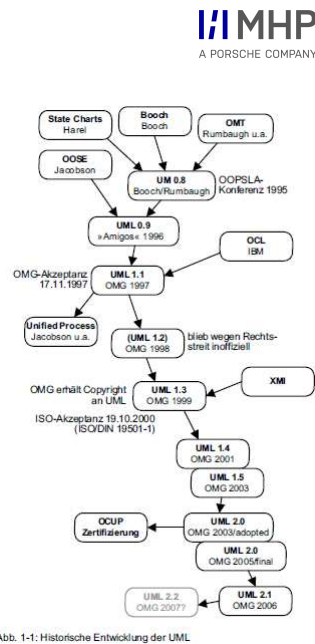 MHP
A PORSCHE COMPANY
State Charts
Harel
Booch
Booch
OMT
Rumbaugh u.a.
OOSE
Jacobson
UM 0.8
Booch/Rumbaugh
OOPSLA-
Konferenz 1995
UML 0.9
»Amigos« 1996
OCL
IBM
OMG-Akzeptanz
17.11.1997
UML 1.1
OMG 1997
Unified Process
Jacobson u.a.
(UML 1.2)
OMG 1998
blieb wegen Rechts-
streit inoffiziell
OMG erhält Copyright
an UML
UML 1.3
OMG 1999
XMI
ISO-Akzeptanz 19.10.2000
(ISO/DIN 19501-1)
UML 1.4
OMG 2001
UML 1.5
OMG 2003
OCUP
Zertifizierung
UML 2.0
OMG 2003/adopted
UML 2.0
OMG 2005/final
UML 2.2
OMG 2007?
UML 2.1
OMG 2006
Abb. 1-1: Historische Entwicklung der UML